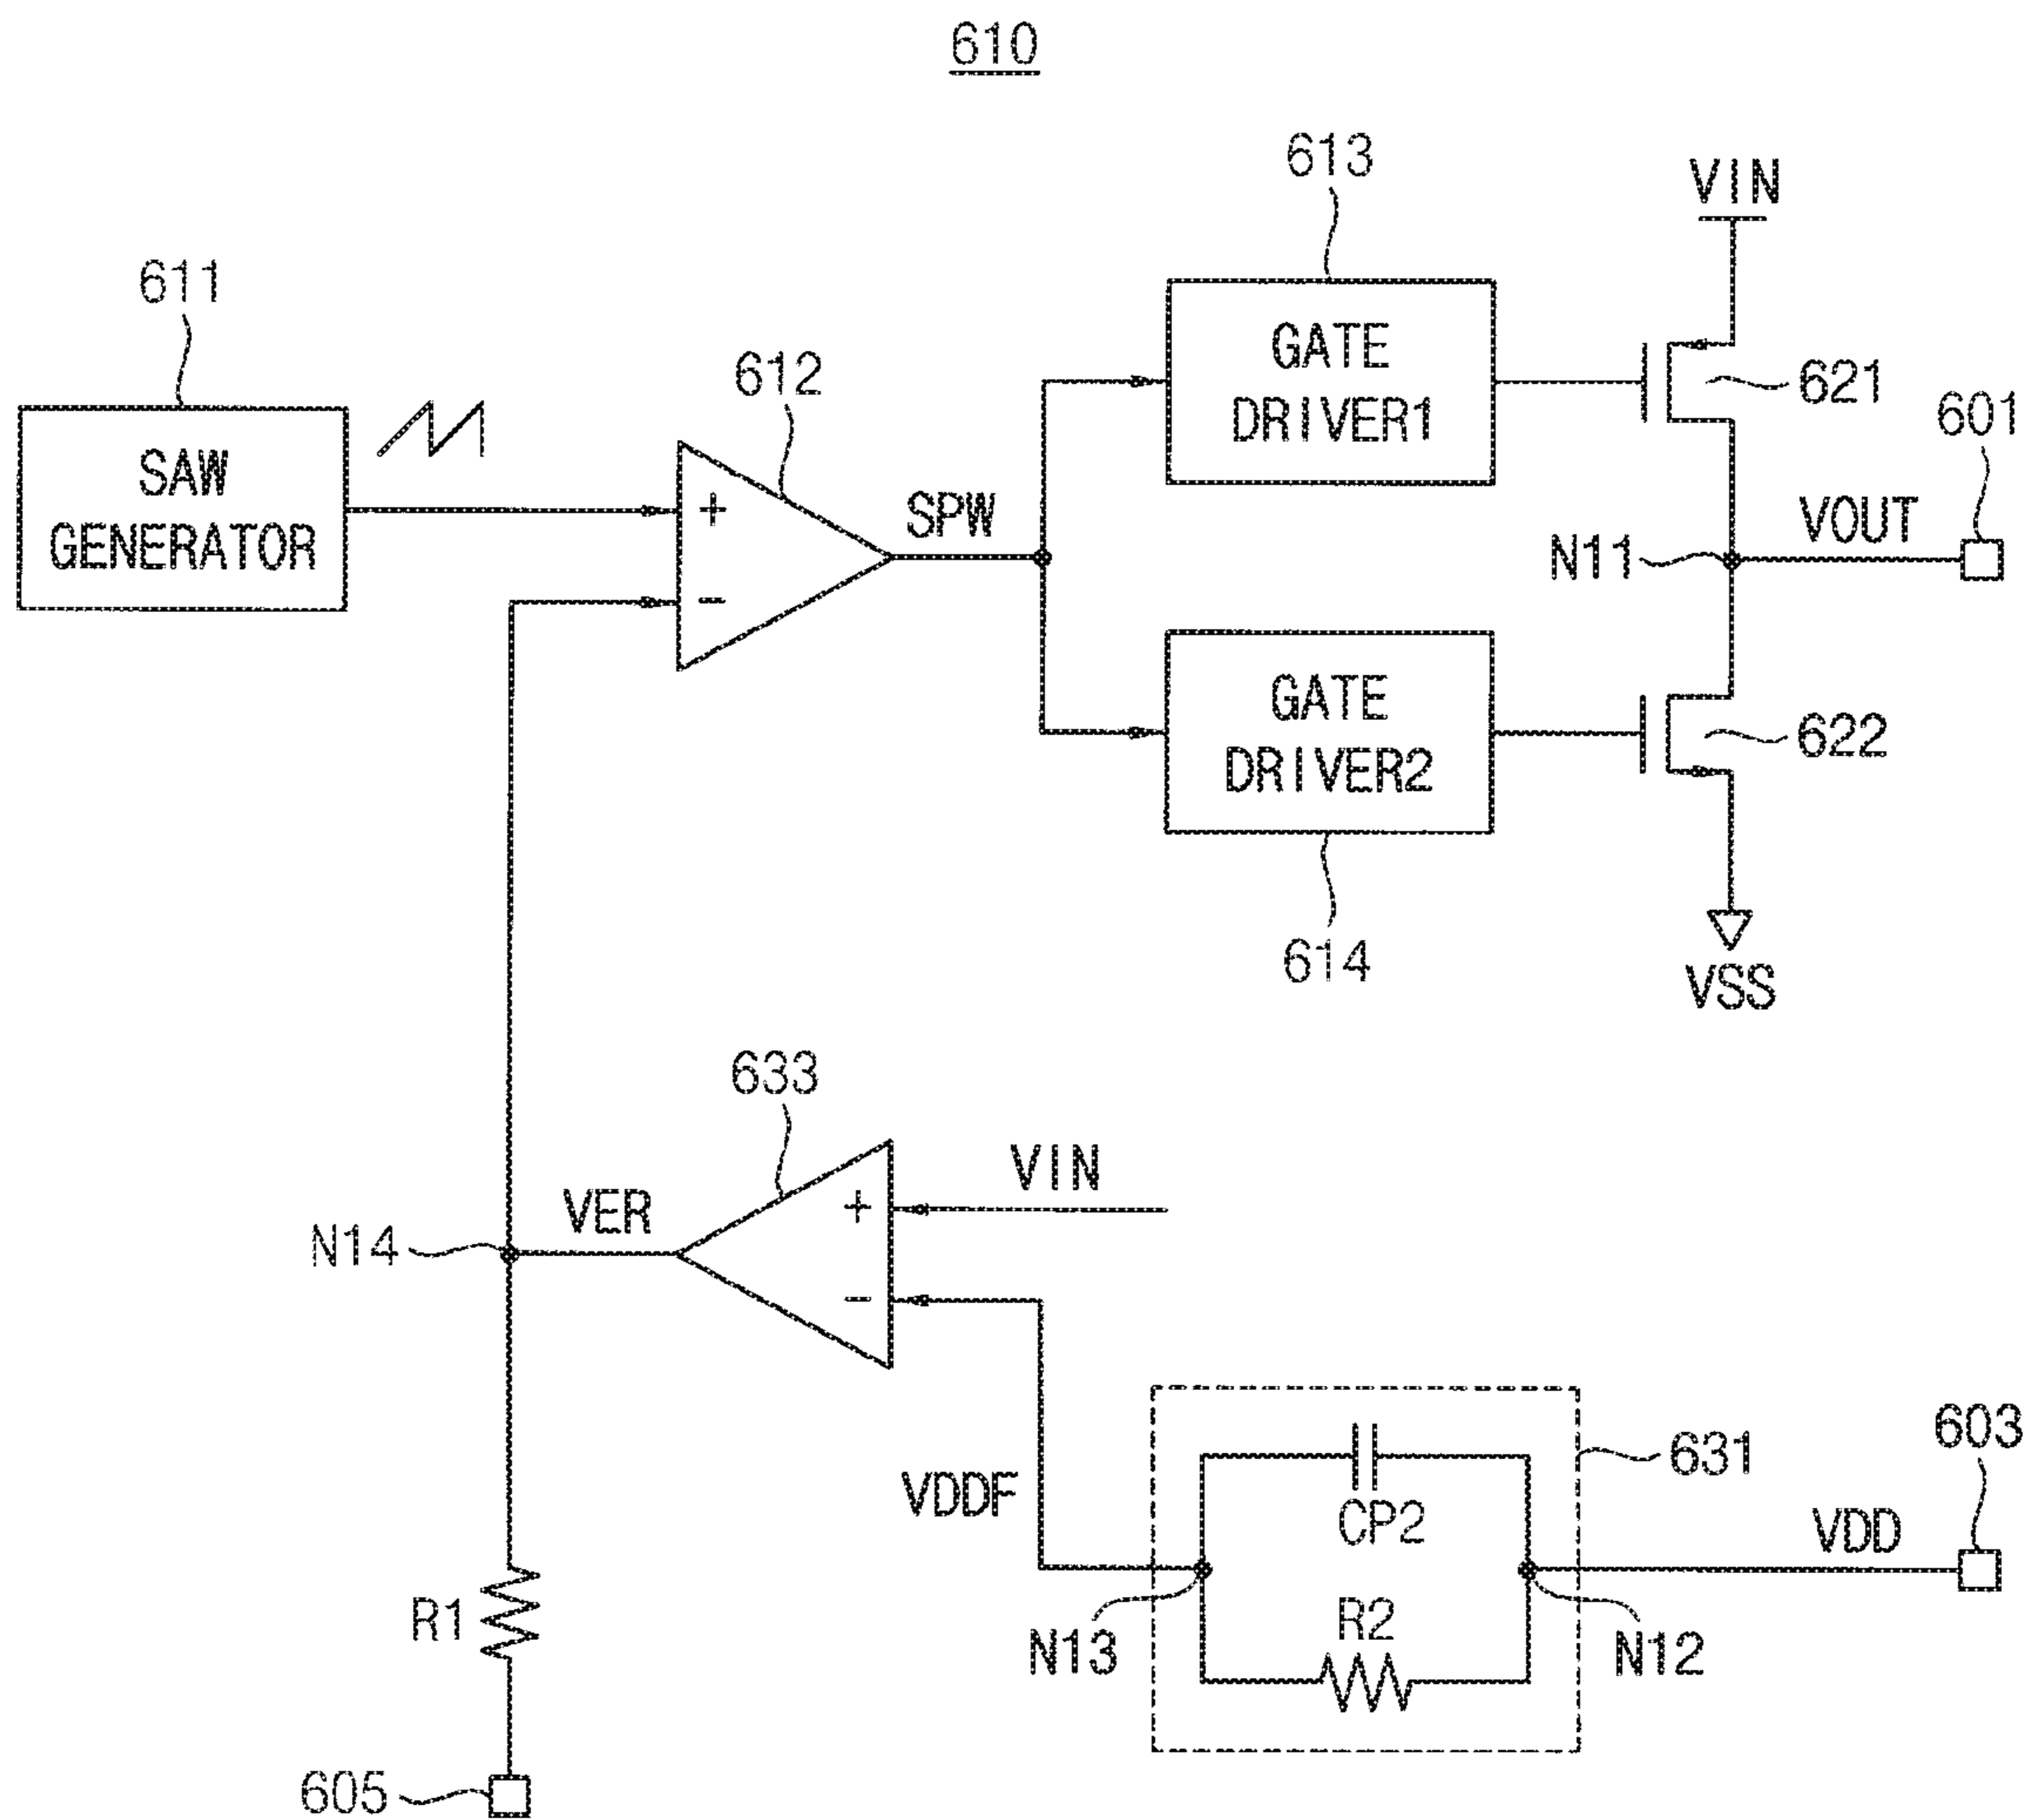 610
613
VIN
611
612
GATE
DRIVER1
621
601
SAW
GENERATOR
+
-
SPW
N11
VOUT
GATE
DRIVER2
622
614
VSS
633
VIN
+
-
VER
N14
VDDF
CP2
631
603
VDD
R1
R2
N13
N12
605